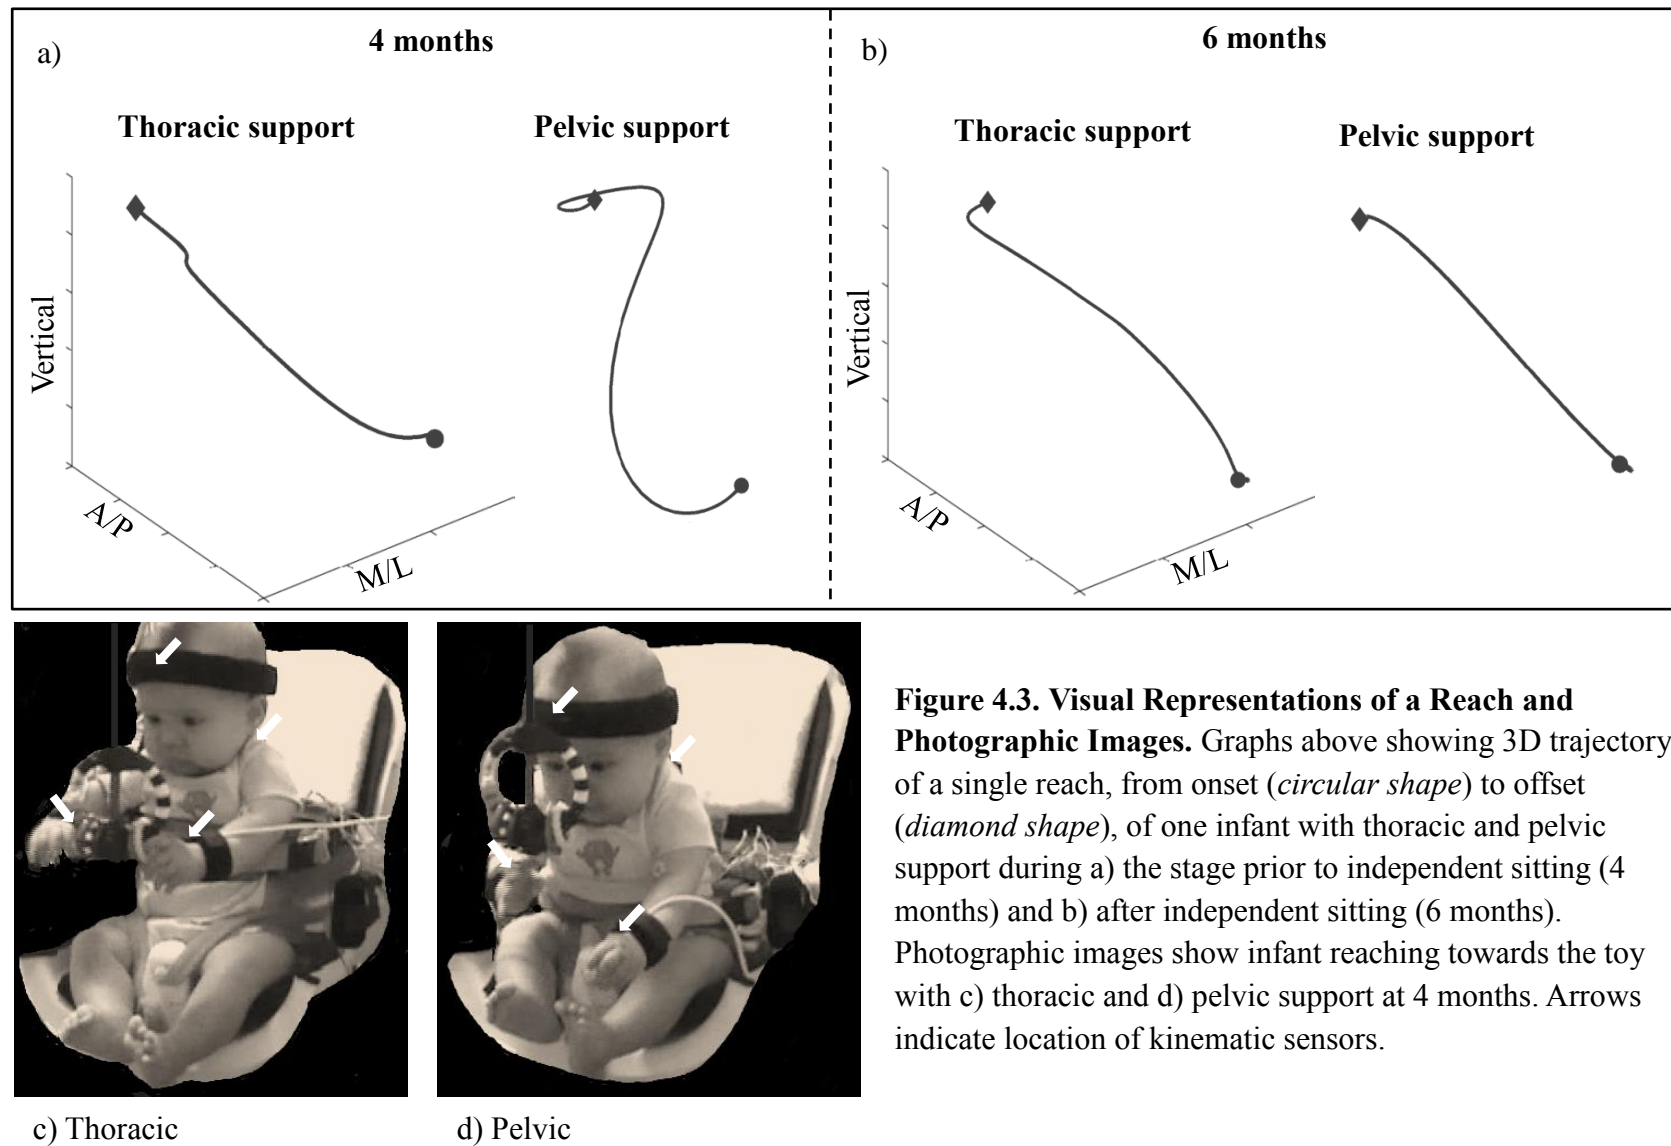 a)
4 months
b)
6 months
Thoracic support
Pelvic support
Thoracic support
Pelvic support
Vertical
A/P
M/L
Vertical
A/P
M/L
Figure 4.3. Visual Representations of a Reach and
Photographic Images. Graphs above showing 3D trajectory
of a single reach, from onset (circular shape) to offset
(diamond shape), of one infant with thoracic and pelvic
support during a) the stage prior to independent sitting (4
months) and b) after independent sitting (6 months).
Photographic images show infant reaching towards the toy
with c) thoracic and d) pelvic support at 4 months. Arrows
indicate location of kinematic sensors.
c) Thoracic
d) Pelvic